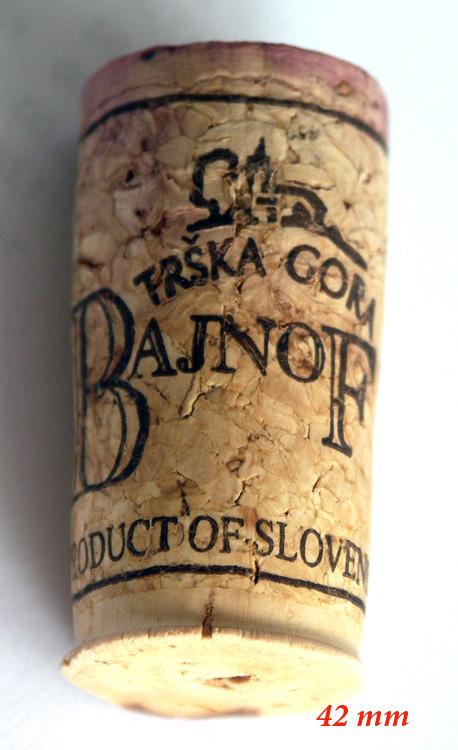 TRŠKA GORA
BAJNOF
RODUCT OF SLOVEN
42 mm